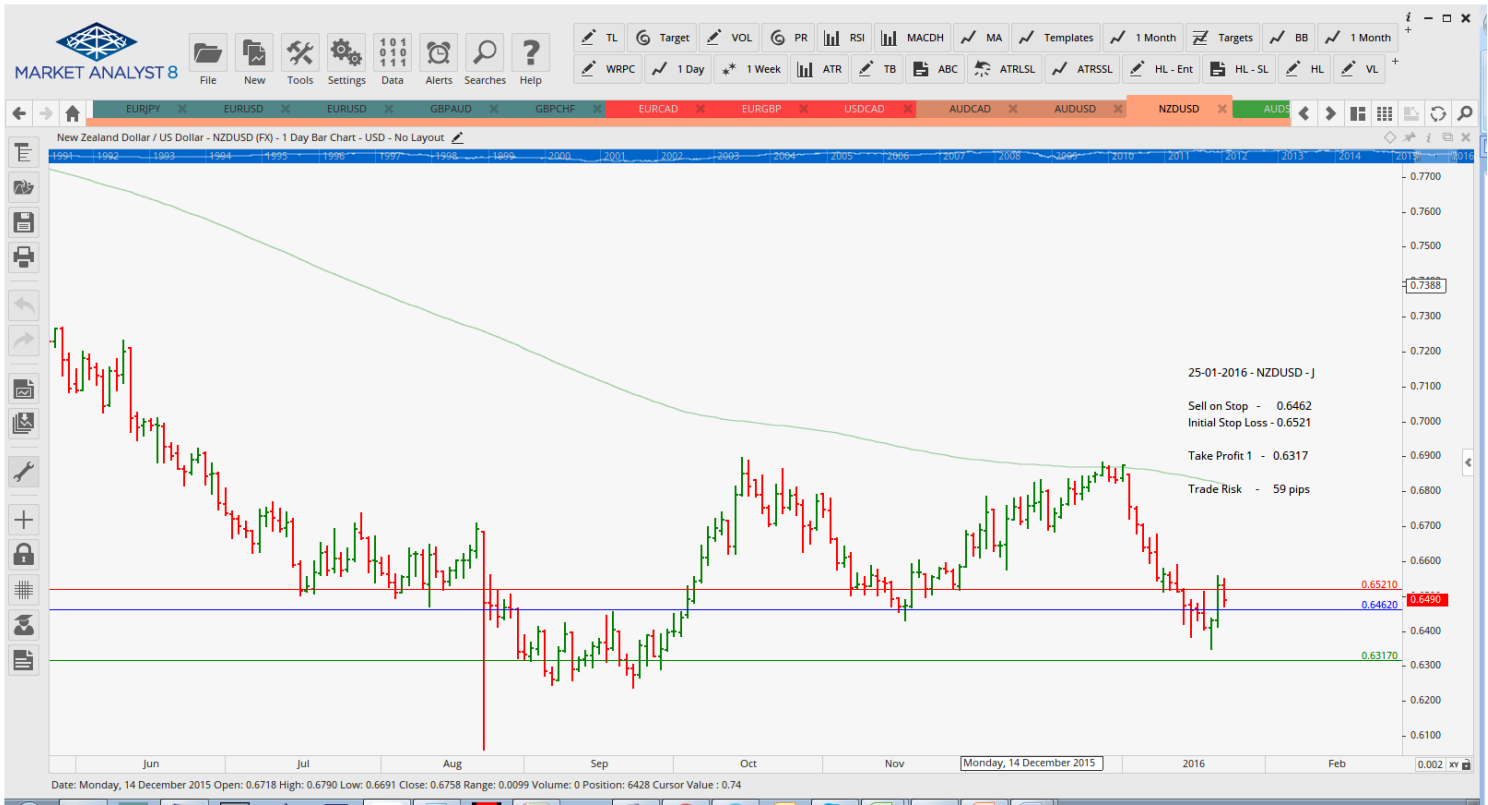 i
TL Target VOL PR RSI MACDH MA Templates 1 Month Targets BB 1 Month
MARKET ANALYST 8
File New Tools Settings Data Alerts Searches Help
WRPC 1 Day 1 Week ATR TB ABC ATRLSL ATRSSL HL - Ent HL - SL HL VL
EURJPY EURUSD EURUSD GBPAUD GBPCHF EURCAD EURGBP USDCAD AUDCAD AUDUSD NZDUSD AUDS
New Zealand Dollar / US Dollar - NZDUSD (FX) - 1 Day Bar Chart - USD - No Layout
1991 1992 1993 1994 1995 1996 1997 1998 1999 2000 2001 2002 2003 2004 2005 2006 2007 2008 2009 2010 2011 2012 2013 2014 2015 2016
0.7700
0.7600
0.7500
0.7388
0.7300
0.7200
0.7100
0.7000
0.6900
0.6800
0.6700
0.6600
0.6490
0.6400
0.6300
0.6200
0.6100
25-01-2016 - NZDUSD - J
Sell on Stop - 0.6462
Initial Stop Loss - 0.6521
Take Profit 1 - 0.6317
Trade Risk - 59 pips
0.65210
0.64620
0.63170
Jun Jul Aug Sep Oct Nov Monday, 14 December 2015 2016 Feb 0.002 XY
Date: Monday, 14 December 2015 Open: 0.6718 High: 0.6790 Low: 0.6691 Close: 0.6758 Range: 0.0099 Volume: 0 Position: 6428 Cursor Value : 0.74